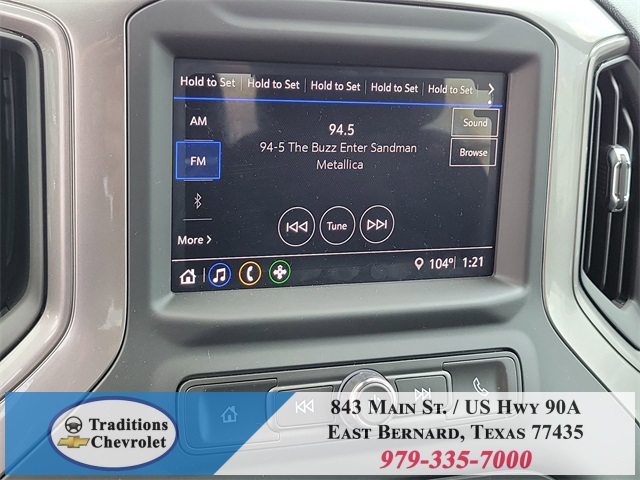 Hold to Set Hold to Set Hold to Set Hold to Set Hold to Set
AM
94.5
Sound
94-5 The Buzz Enter Sandman
Metallica
FM
Browse
Tune
More
104° 1:21
Traditions
Chevrolet
843 Main St. / US Hwy 90A
East Bernard, Texas 77435
979-335-7000